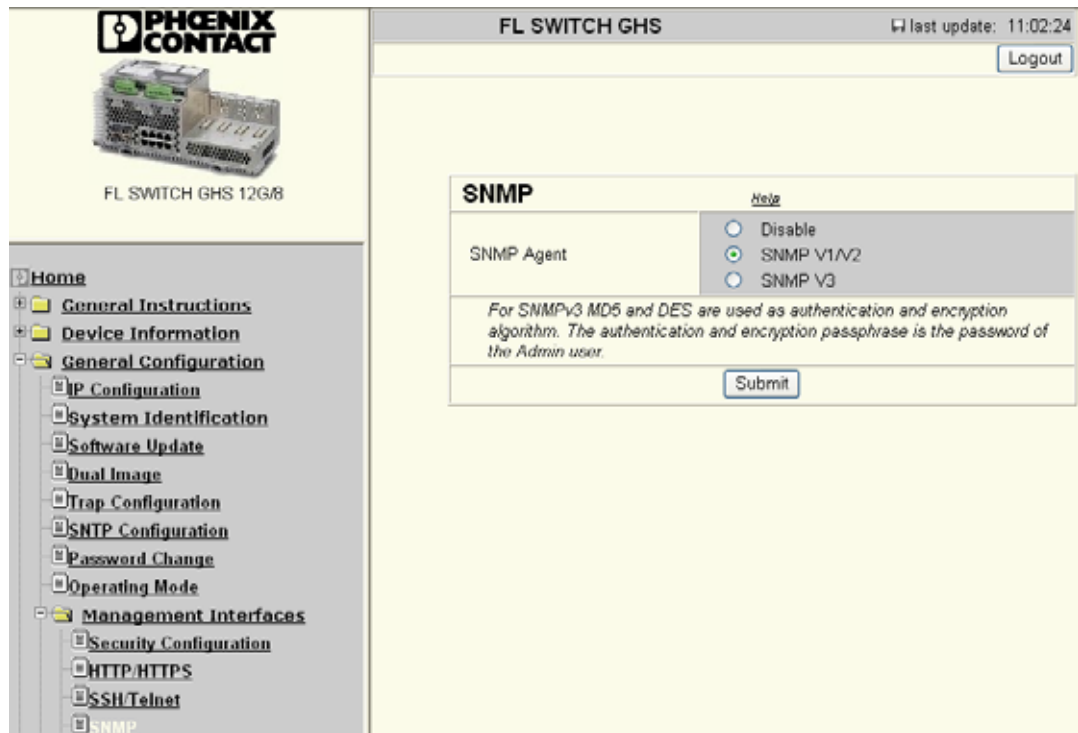 PHŒNIX
CONTACT
FL SWITCH GHS 12G/8
Home
General Instructions
Device Information
General Configuration
IP Configuration
System Identification
Software Update
Dual Image
Trap Configuration
SNTP Configuration
Password Change
Operating Mode
Management Interfaces
Security Configuration
HTTP/HTTPS
SSH/Telnet
SNMP
FL SWITCH GHS
last update: 11:02:24
Logout
SNMP Help
SNMP Agent
Disable
SNMP V1/V2
SNMP V3
For SNMPv3 MD5 and DES are used as authentication and encryption
algorithm. The authentication and encryption passphrase is the password of
the Admin user.
Submit